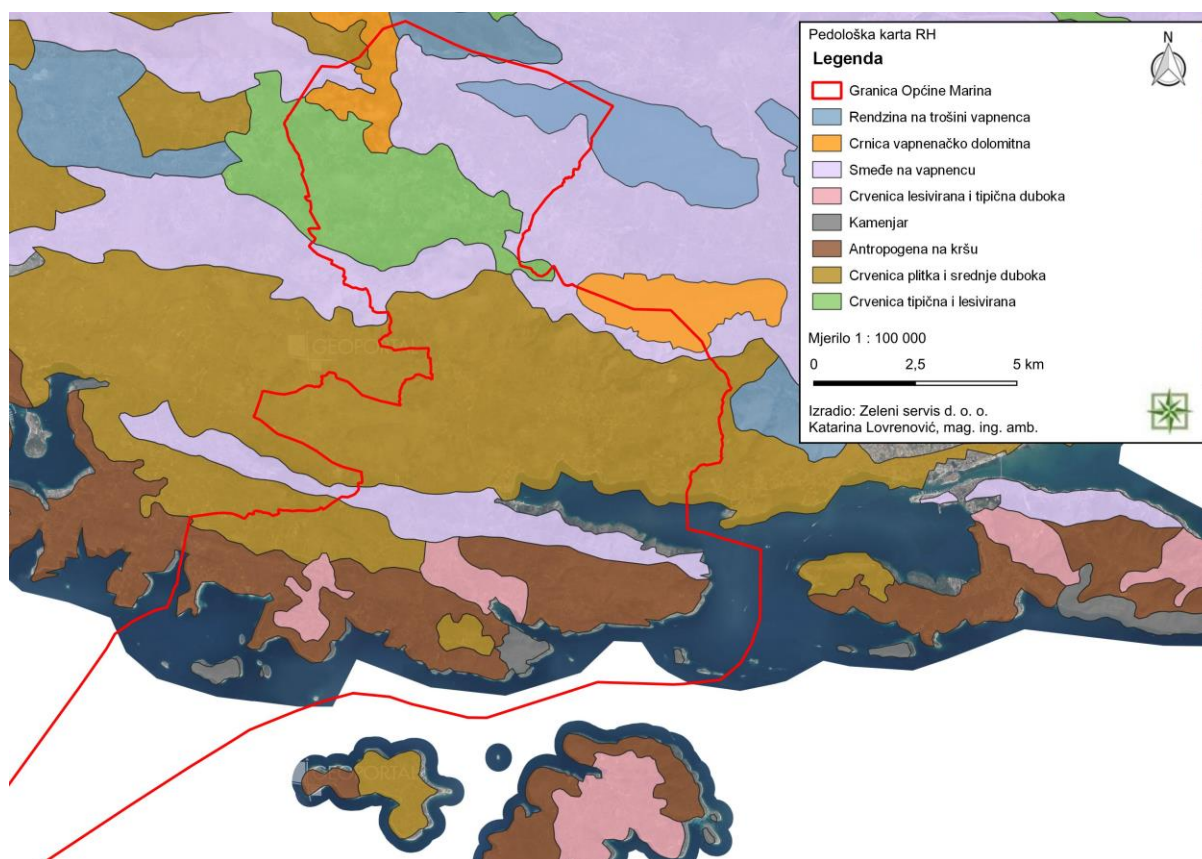 Pedološka karta RH
Legenda
N
Granica Općine Marina
Rendzina na trošini vapnenca
Crnica vapnenačko dolomitna
Smeđe na vapnencu
Crvenica lesivirana i tipična duboka
Kamenjar
Antropogena na kršu
Crvenica plitka i srednje duboka
Crvenica tipična i lesivirana
Mjerilo 1 : 100 000
0 2,5 5 km
Izradio: Zeleni servis d. o. o.
Katarina Lovrenović, mag. ing. amb.